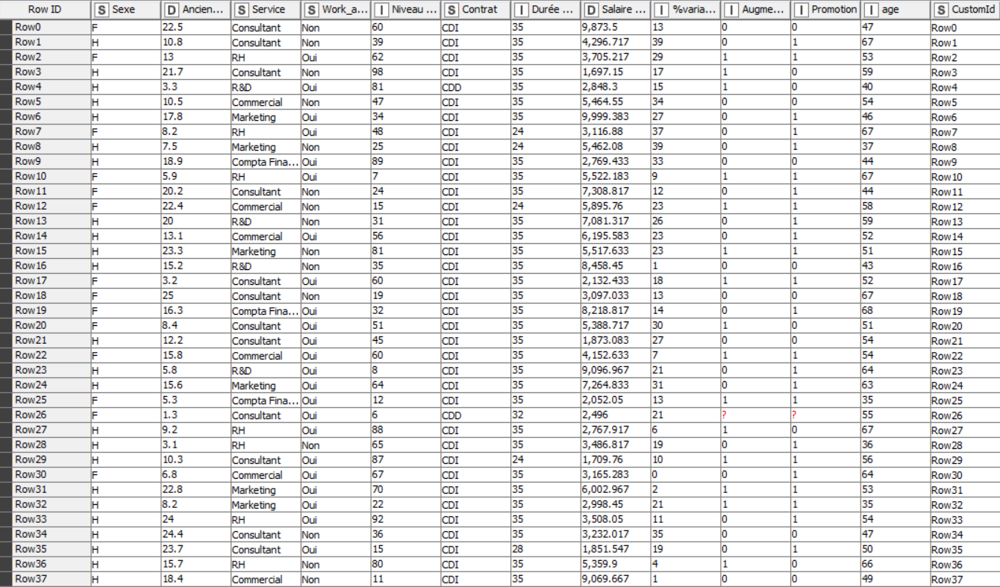 Row ID S Sexe D Ancien... S Service S Work_a... I Niveau ... S Contrat I Durée ... D Salaire ... I %varia... I Augme... I Promotion I age S CustomId
Row0 F 22.5 Consultant Non 60 CDI 35 9,873.5 13 0 0 47 Row0
Row1 H 10.8 Consultant Non 39 CDI 35 4,296.717 39 0 1 67 Row1
Row2 F 13 RH Oui 62 CDI 35 3,705.217 29 1 1 53 Row2
Row3 H 21.7 Consultant Non 98 CDI 35 1,697.15 17 1 0 59 Row3
Row4 H 3.3 R&D Oui 81 CDD 35 2,848.3 15 1 0 40 Row4
Row5 H 10.5 Commercial Non 47 CDI 35 5,464.55 34 0 0 54 Row5
Row6 H 17.8 Marketing Oui 34 CDI 35 9,999.383 27 0 1 46 Row6
Row7 F 8.2 RH Oui 48 CDI 24 3,116.88 37 0 1 67 Row7
Row8 H 7.5 Marketing Non 25 CDI 24 5,462.08 39 0 1 37 Row8
Row9 H 18.9 Compta Fina... Oui 89 CDI 35 2,769.433 33 0 0 44 Row9
Row10 F 5.9 RH Oui 7 CDI 35 5,522.183 9 1 1 67 Row10
Row11 F 20.2 Consultant Non 24 CDI 35 7,308.817 12 0 1 44 Row11
Row12 F 22.4 Commercial Non 15 CDI 24 5,895.76 23 1 1 58 Row12
Row13 H 20 R&D Non 31 CDI 35 7,081.317 26 0 1 59 Row13
Row14 H 13.1 Commercial Oui 56 CDI 35 6,195.583 23 0 1 52 Row14
Row15 H 23.3 Marketing Non 81 CDI 35 5,517.633 23 1 1 51 Row15
Row16 H 15.2 R&D Non 35 CDI 35 8,458.45 1 0 0 43 Row16
Row17 F 3.2 Consultant Oui 60 CDI 35 2,132.433 18 1 1 52 Row17
Row18 F 25 Consultant Non 19 CDI 35 3,097.033 13 0 0 67 Row18
Row19 F 16.3 Compta Fina... Oui 32 CDI 35 8,218.817 14 0 1 68 Row19
Row20 F 8.4 Consultant Oui 51 CDI 35 5,388.717 30 1 0 51 Row20
Row21 H 12.2 Consultant Oui 45 CDI 35 1,873.083 27 0 0 54 Row21
Row22 F 15.8 Commercial Oui 60 CDI 35 4,152.633 7 1 1 54 Row22
Row23 H 5.8 R&D Oui 8 CDI 35 9,096.967 21 0 1 64 Row23
Row24 H 15.6 Marketing Oui 64 CDI 35 7,264.833 31 0 1 63 Row24
Row25 F 5.3 Compta Fina... Oui 12 CDI 35 2,052.05 13 1 1 35 Row25
Row26 F 1.3 Consultant Oui 6 CDD 32 2,496 21 ? ? 55 Row26
Row27 H 9.2 RH Oui 88 CDI 35 2,767.917 6 1 0 67 Row27
Row28 H 3.1 RH Non 65 CDI 35 3,486.817 19 0 1 36 Row28
Row29 H 10.3 Consultant Oui 87 CDI 24 1,709.76 10 1 1 56 Row29
Row30 F 6.8 Commercial Oui 67 CDI 35 3,165.283 0 0 1 64 Row30
Row31 H 22.8 Marketing Oui 70 CDI 35 6,002.967 2 1 1 53 Row31
Row32 H 8.2 Marketing Oui 22 CDI 35 2,998.45 21 1 1 35 Row32
Row33 H 24 RH Oui 92 CDI 35 3,508.05 11 0 1 54 Row33
Row34 H 24.4 Consultant Non 36 CDI 35 3,232.017 35 0 0 47 Row34
Row35 H 23.7 Consultant Oui 15 CDI 28 1,851.547 19 0 1 50 Row35
Row36 H 15.7 RH Non 80 CDI 35 5,359.9 4 1 0 66 Row36
Row37 H 18.4 Commercial Non 11 CDI 35 9,069.667 1 0 0 49 Row37